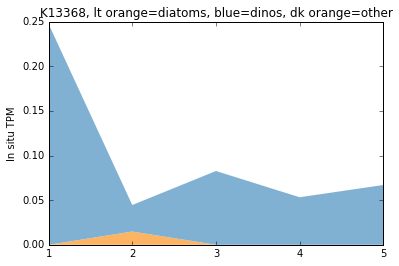 K13368, lt orange=diatoms, blue=dinos, dk orange=other
0.25
0.20
0.15
0.10
0.05
0.00
In situ TPM
1 2 3 4 5